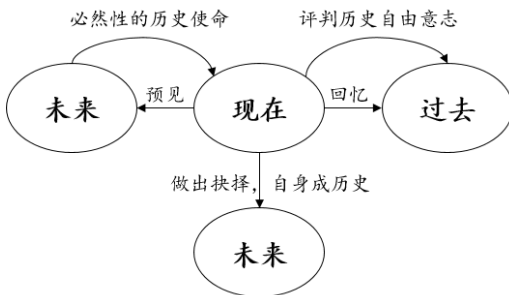 必然性的历史使命
评判历史自由意志
未来
预见
现在
回忆
过去
做出抉择，自身成历史
未来